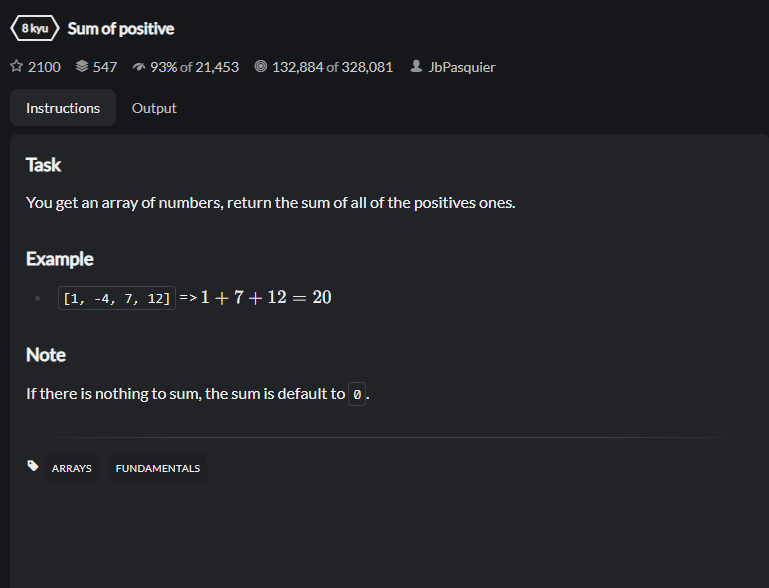 8 kyu Sum of positive
2100 547 93% of 21,453 132,884 of 328,081 JbPasquier
Instructions Output
Task
You get an array of numbers, return the sum of all of the positives ones.
Example
[1, -4, 7, 12] => 1 + 7 + 12 = 20
Note
If there is nothing to sum, the sum is default to 0.
ARRAYS FUNDAMENTALS